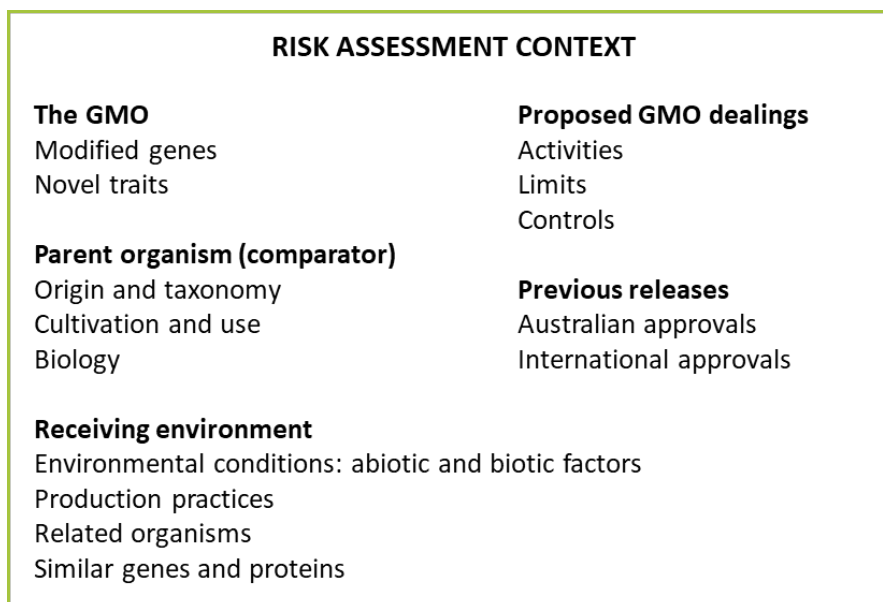 RISK ASSESSMENT CONTEXT
The GMO
Modified genes
Novel traits
Proposed GMO dealings
Activities
Limits
Controls
Parent organism (comparator)
Origin and taxonomy
Cultivation and use
Biology
Previous releases
Australian approvals
International approvals
Receiving environment
Environmental conditions: abiotic and biotic factors
Production practices
Related organisms
Similar genes and proteins